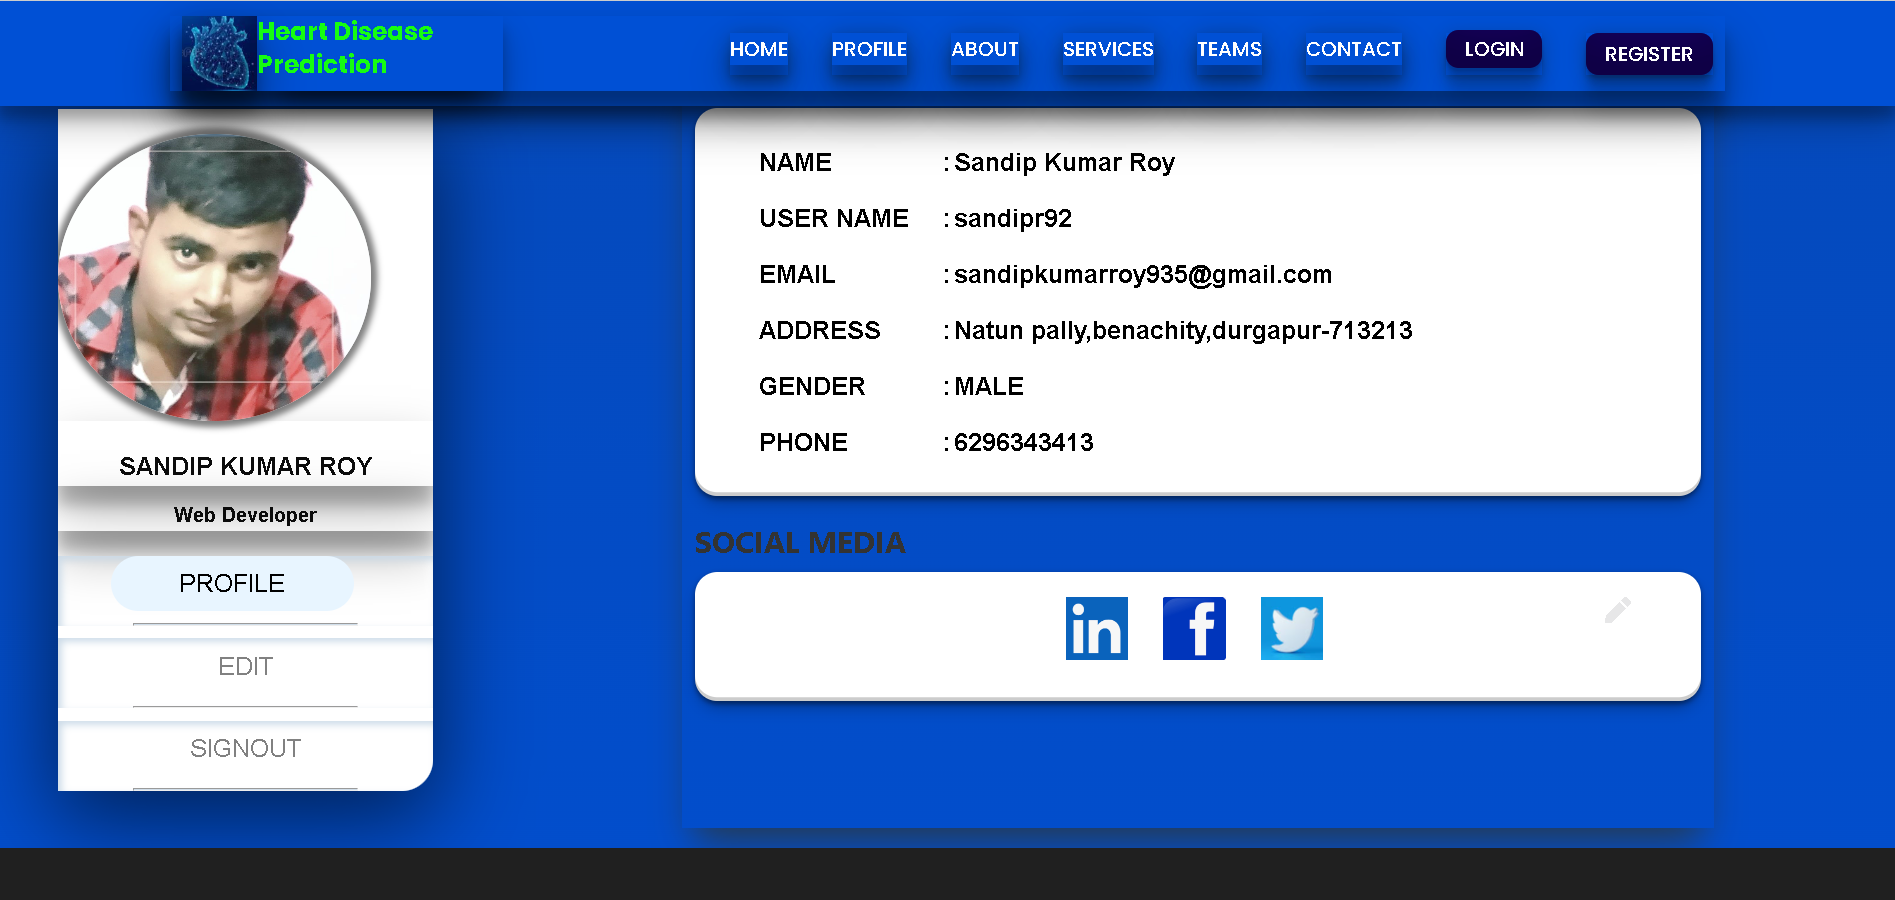 Heart Disease
Prediction
HOME PROFILE ABOUT SERVICES TEAMS CONTACT LOGIN REGISTER
SANDIP KUMAR ROY
Web Developer
PROFILE
EDIT
SIGNOUT
NAME : Sandip Kumar Roy
USER NAME : sandipr92
EMAIL : sandipkumarroy935@gmail.com
ADDRESS : Natun pally,benachity,durgapur-713213
GENDER : MALE
PHONE : 6296343413
SOCIAL MEDIA
in f